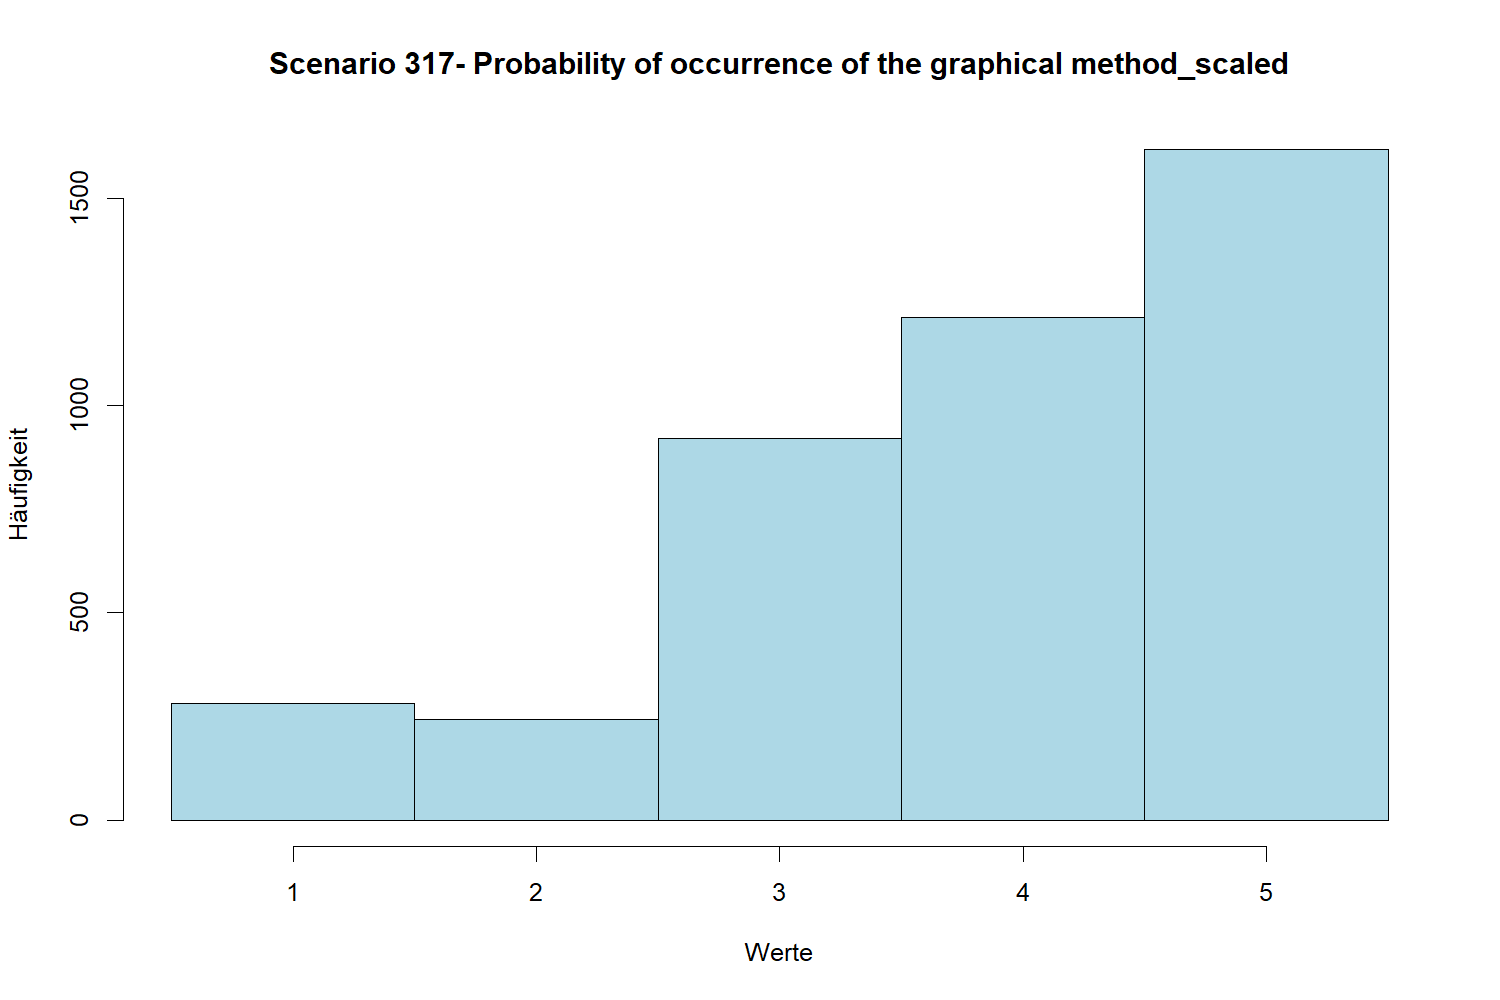 Scenario 317- Probability of occurrence of the graphical method_scaled
Häufigkeit
1500
1000
500
0
1 2 3 4 5
Werte